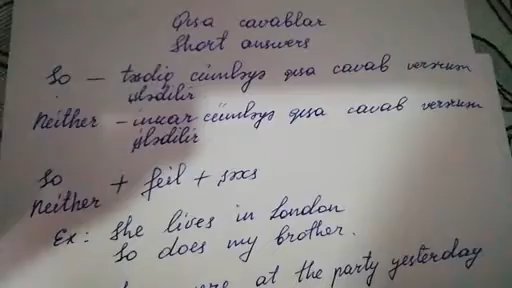 Qısa cavablar
Short answers
So — təsdiq cümləyə qısa cavab verərkən
işlədilir
Neither – inkar cümləyə qısa cavab verərkən
işlədilir
So
Neither + feil + şəxs
Ex: She lives in London
So does my brother.
at the party yesterday